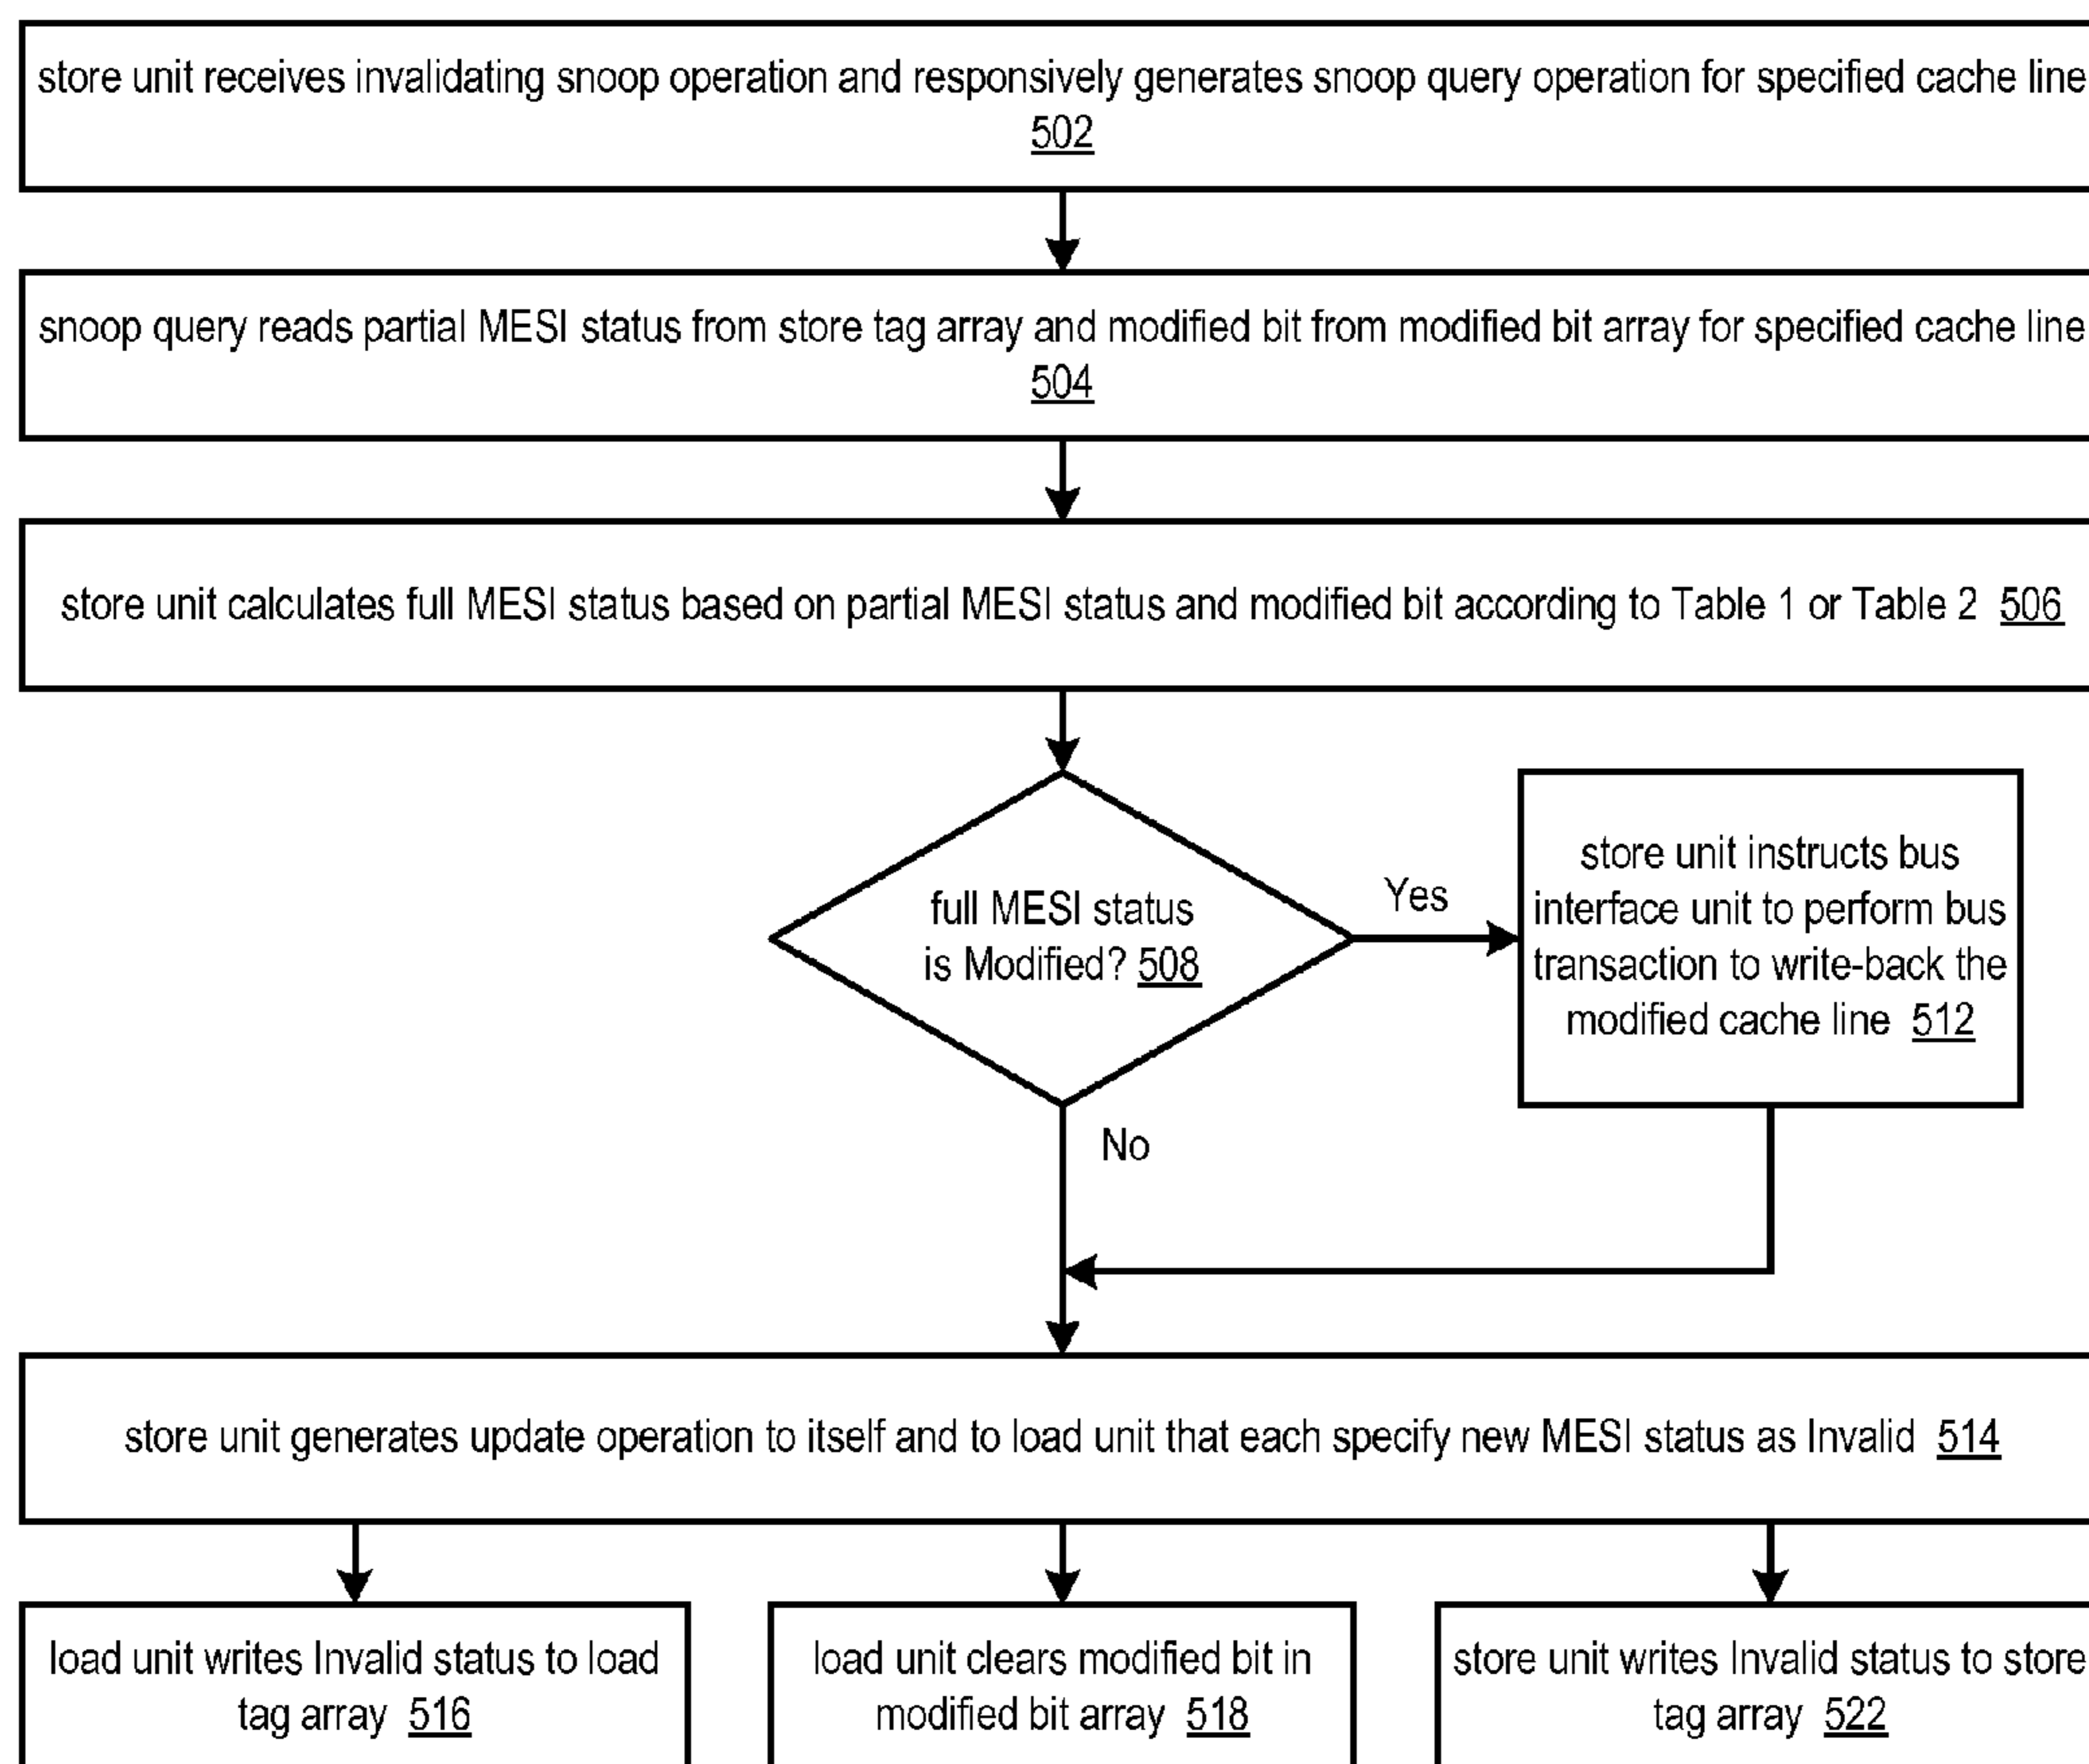 store unit receives invalidating snoop operation and responsively generates snoop query operation for specified cache line
502
snoop query reads partial MESI status from store tag array and modified bit from modified bit array for specified cache line
504
store unit calculates full MESI status based on partial MESI status and modified bit according to Table 1 or Table 2 506
full MESI status
is Modified? 508
Yes
store unit instructs bus
interface unit to perform bus
transaction to write-back the
modified cache line 512
No
store unit generates update operation to itself and to load unit that each specify new MESI status as Invalid 514
load unit writes Invalid status to load
tag array 516
load unit clears modified bit in
modified bit array 518
store unit writes Invalid status to store
tag array 522